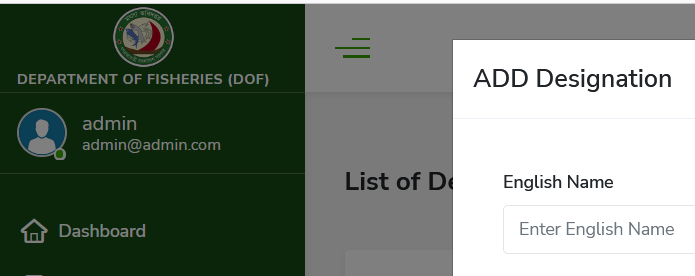 DEPARTMENT OF FISHERIES (DOF)
admin
admin@admin.com
Dashboard
List of De
ADD Designation
English Name
Enter English Name